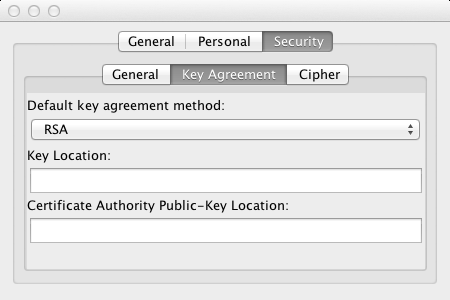 General Personal Security
General Key Agreement Cipher
Default key agreement method:
RSA
Key Location:
Certificate Authority Public-Key Location: